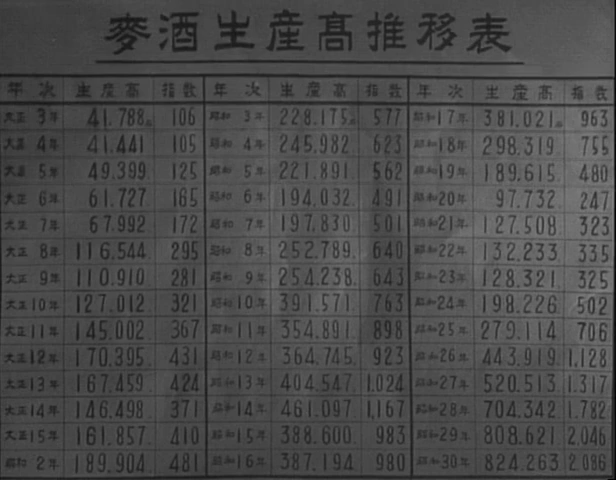 麥酒生産高推移表
年次 生産高 指数 年次 生産高 指数 年次 生産高 指数
大正3年 41.788石 106 昭和3年 228.175石 577 昭和17年 381.021石 963
大正4年 41.441 105 昭和4年 245.982 623 昭和18年 298.319 755
大正5年 49.399 125 昭和5年 221.891 562 昭和19年 189.615 480
大正6年 61.727 165 昭和6年 194.032 491 昭和20年 97.732 247
大正7年 67.992 172 昭和7年 197.830 501 昭和21年 127.508 323
大正8年 116.544 295 昭和8年 252.789 640 昭和22年 132.233 335
大正9年 110.910 281 昭和9年 254.238 643 昭和23年 128.321 325
大正10年 127.012 321 昭和10年 391.571 763 昭和24年 198.226 502
大正11年 145.002 367 昭和11年 354.891 898 昭和25年 279.114 706
大正12年 170.395 431 昭和12年 364.745 923 昭和26年 443.919 1,128
大正13年 167.459 424 昭和13年 404.547 1,024 昭和27年 520.513 1.317
大正14年 146.498 371 昭和14年 461.097 1,167 昭和28年 704.342 1.782
大正15年 161.857 410 昭和15年 388.600 983 昭和29年 808.621 2,046
昭和2年 189.904 481 昭和16年 387.194 980 昭和30年 824.263 2.086